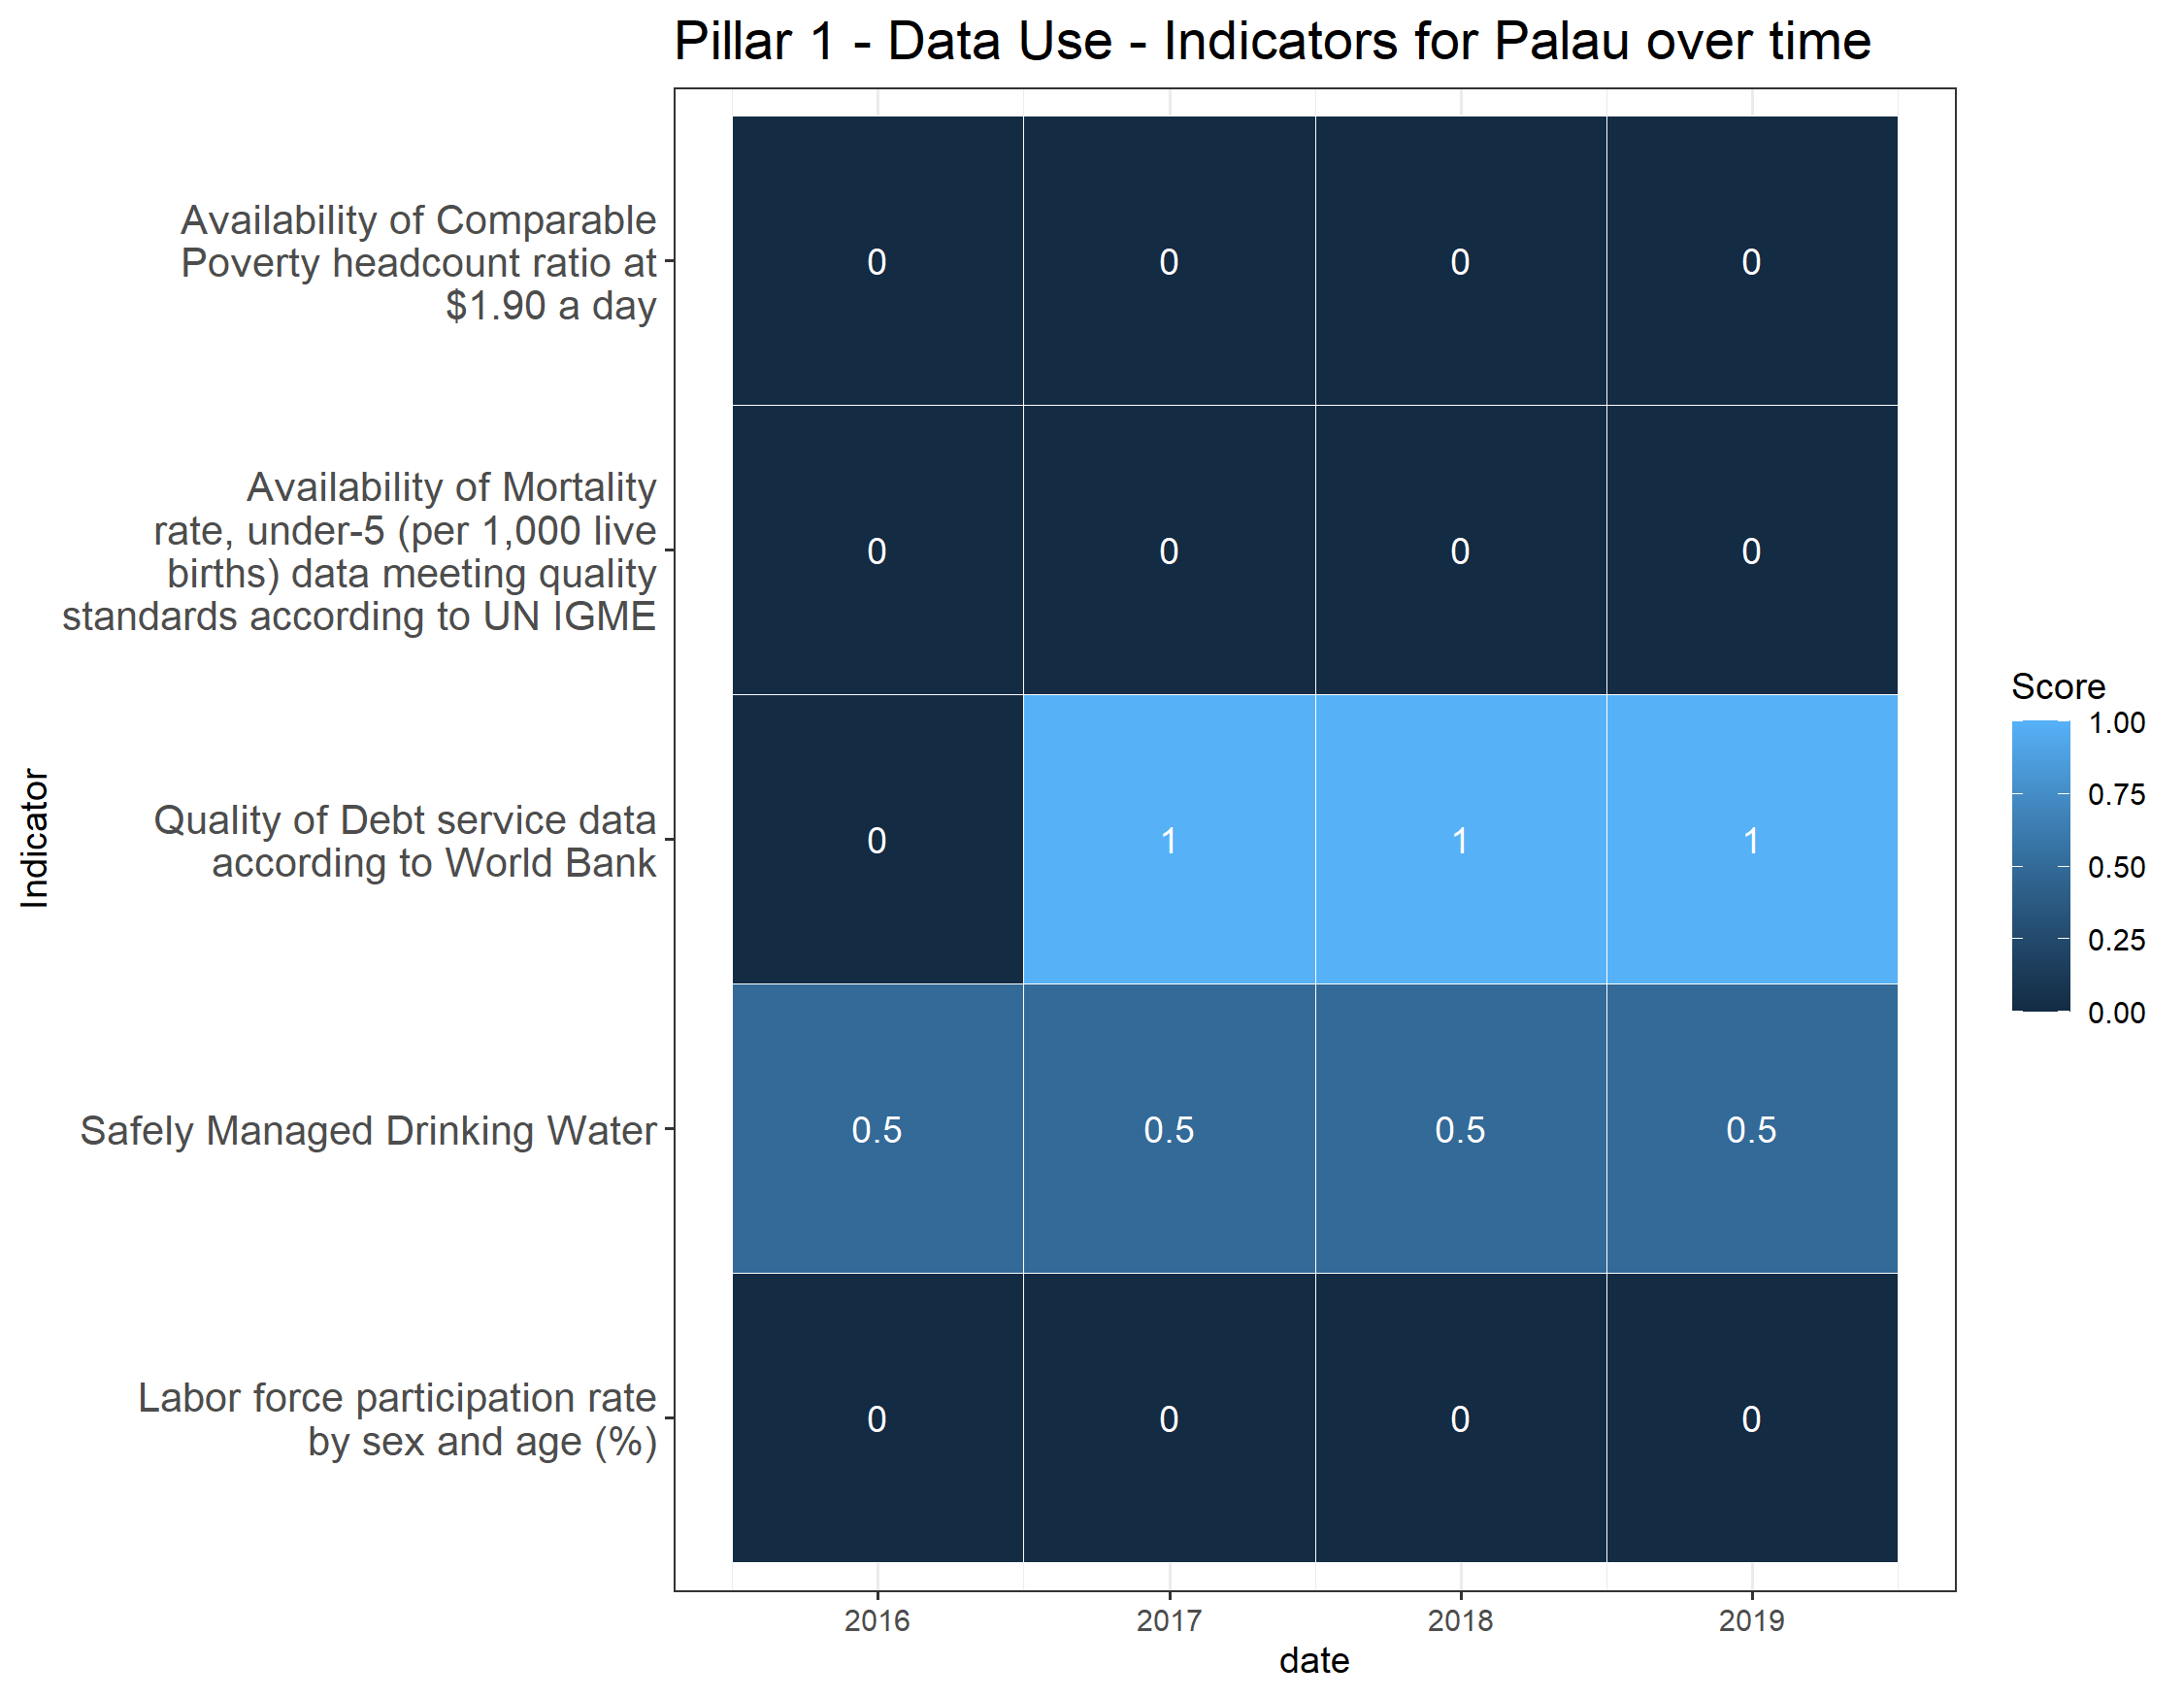 Pillar 1 - Data Use - Indicators for Palau over time
Availability of Comparable
Poverty headcount ratio at
$1.90 a day
0 0 0 0
Availability of Mortality
rate, under-5 (per 1,000 live
births) data meeting quality
standards according to UN IGME
0 0 0 0
Quality of Debt service data
according to World Bank
0 1 1 1
Safely Managed Drinking Water
0.5 0.5 0.5 0.5
Labor force participation rate
by sex and age (%)
0 0 0 0
Indicator
2016 2017 2018 2019
date
Score
1.00
0.75
0.50
0.25
0.00